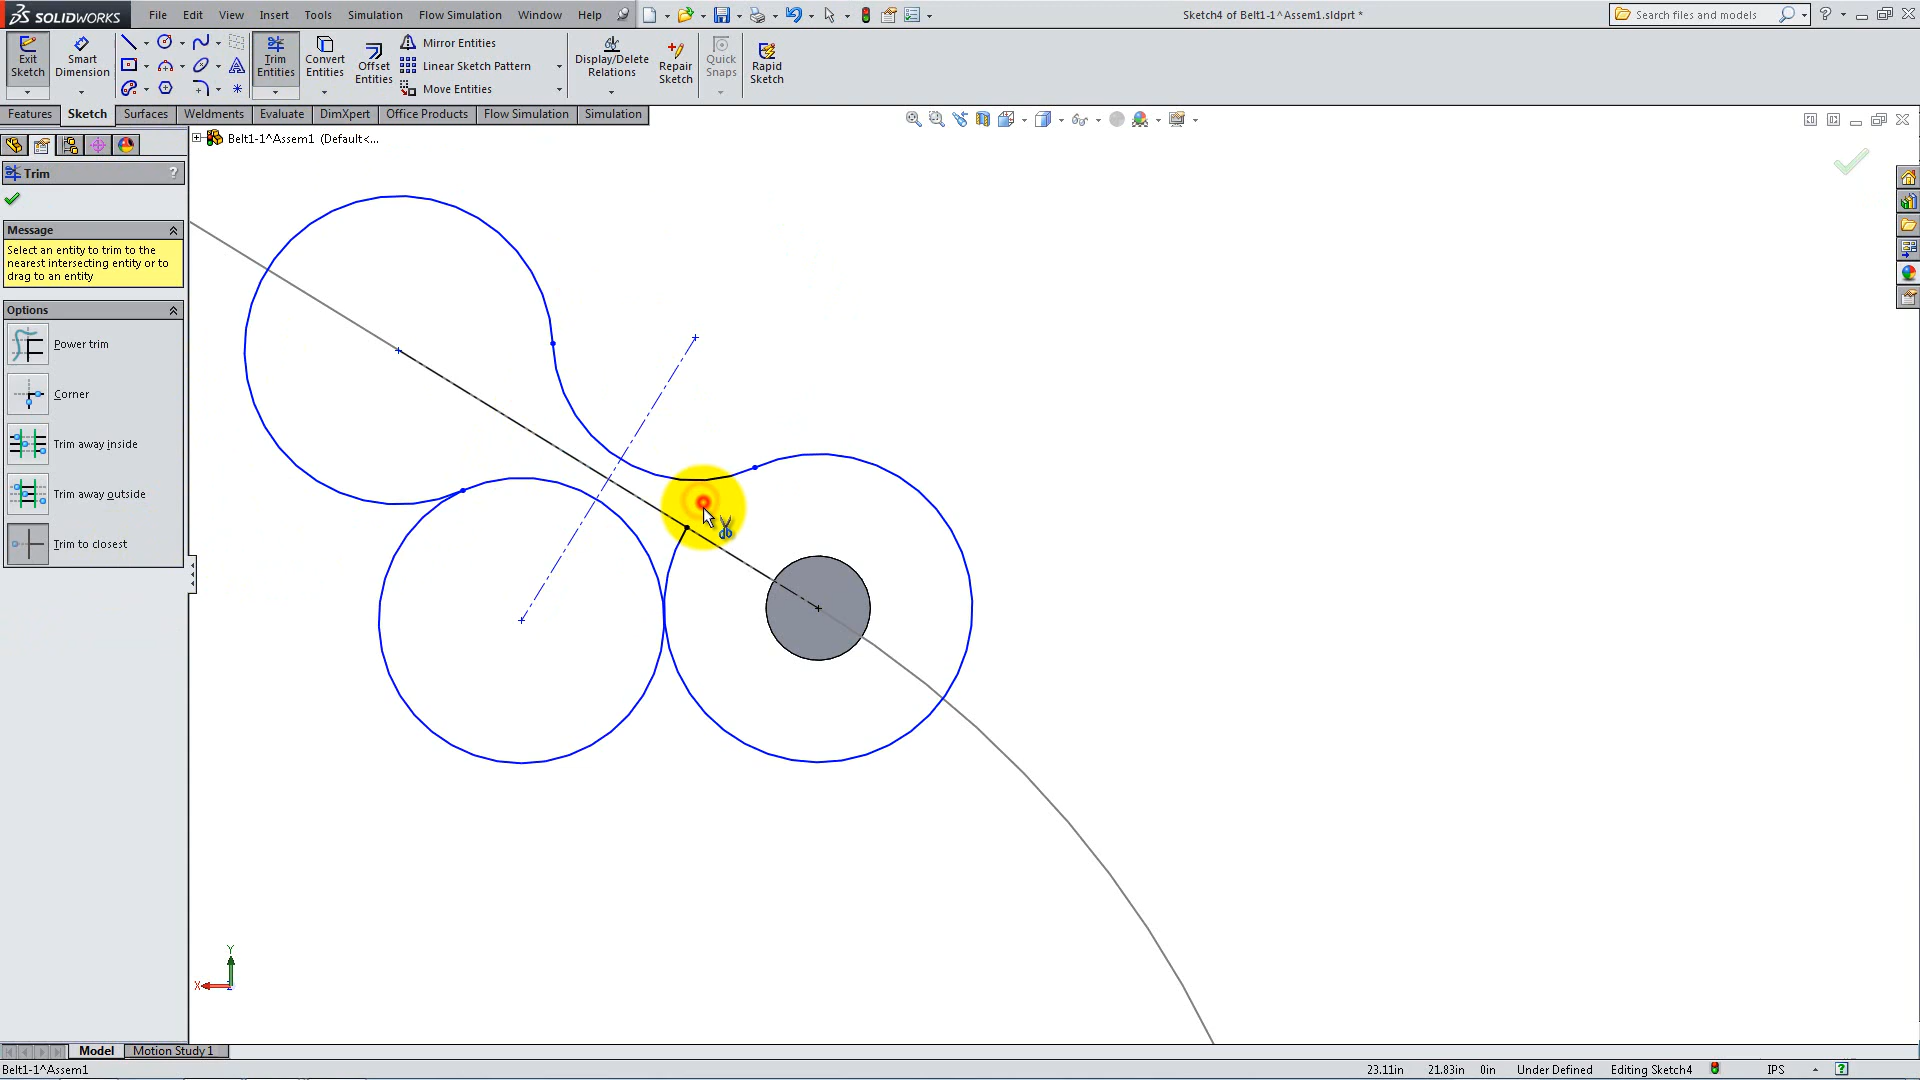 SOLIDWORKS
File Edit View Insert Tools Simulation Flow Simulation Window Help
Sketch4 of Belt1-1^Assem1.sldprt *
Search files and models
Exit Sketch
Smart Dimension
Trim Entities
Convert Entities
Offset Entities
Mirror Entities
Linear Sketch Pattern
Move Entities
Display/Delete Relations
Repair Sketch
Quick Snaps
Rapid Sketch
Features Sketch Surfaces Weldments Evaluate DimXpert Office Products Flow Simulation Simulation
Belt1-1^Assem1 (Default<...
Trim ?
Message
Select an entity to trim to the
nearest intersecting entity or to
drag to an entity
Options
Power trim
Corner
Trim away inside
Trim away outside
Trim to closest
Y
X
Z
Model Motion Study 1
Belt1-1^Assem1 23.11in 21.83in 0in Under Defined Editing Sketch4 IPS ?